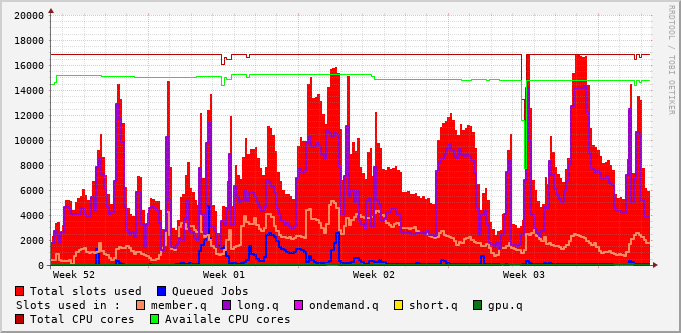 RRDTOOL / TOBI OETIKER
20000
18000
16000
14000
12000
10000
8000
6000
4000
2000
0
Week 52 Week 01 Week 02 Week 03
Total slots used Queued Jobs
Slots used in : member.q long.q ondemand.q short.q gpu.q
Total CPU cores Availale CPU cores